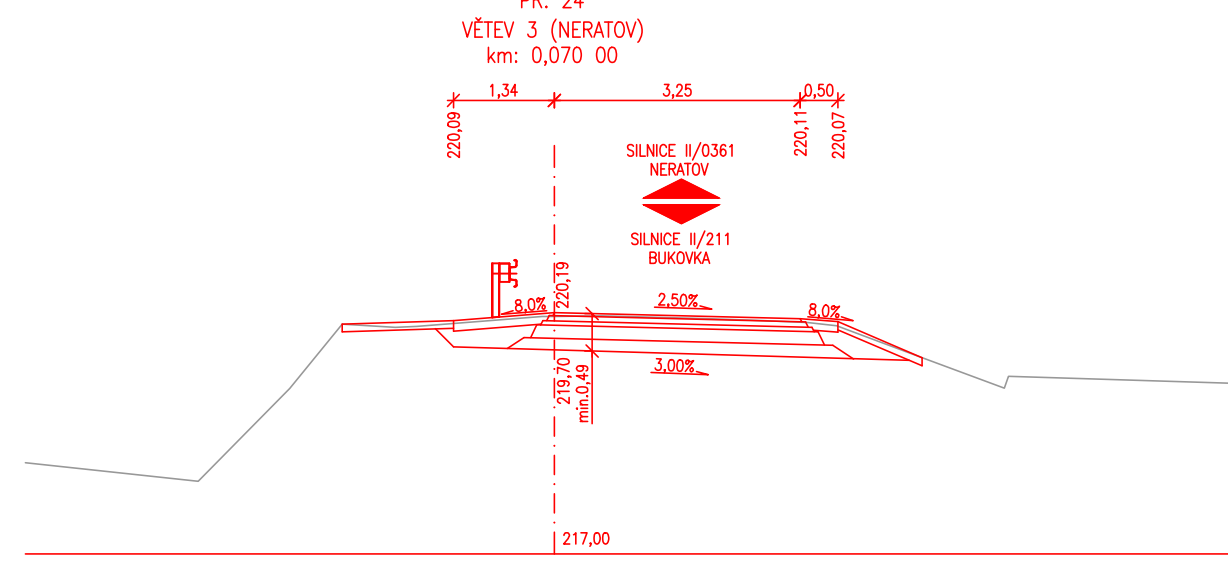 PŘ. 24
VĚTEV 3 (NERATOV)
km: 0,070 00
1,34
3,25
0,50
220,09
220,11
220,07
SILNICE II/0361
NERATOV
SILNICE II/211
BUKOVKA
220,19
8,0%
2,50%
8,0%
219,70
min.0,49
3,00%
217,00